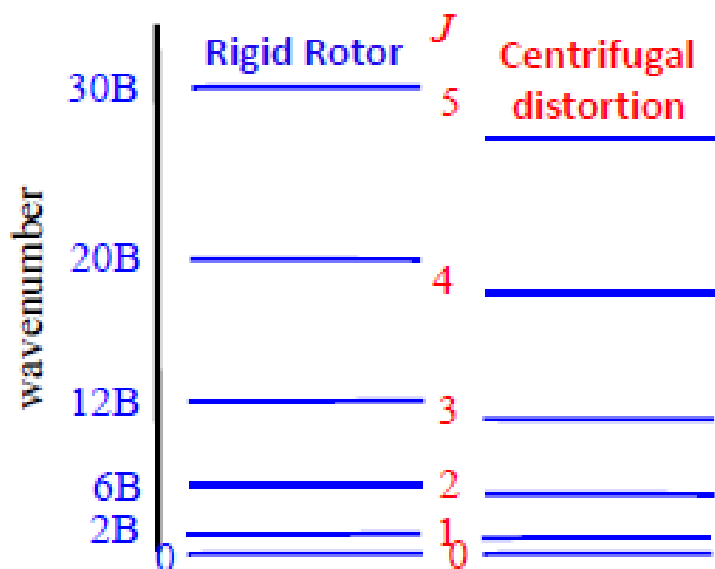 wavenumber
30B
20B
12B
6B
2B
0
Rigid Rotor
J
5
4
3
2
1
0
Centrifugal
distortion